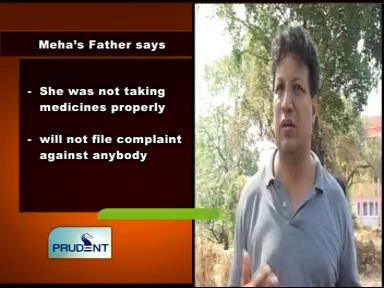 Meha's Father says
- She was not taking
medicines properly
- will not file complaint
against anybody
PRUDENT